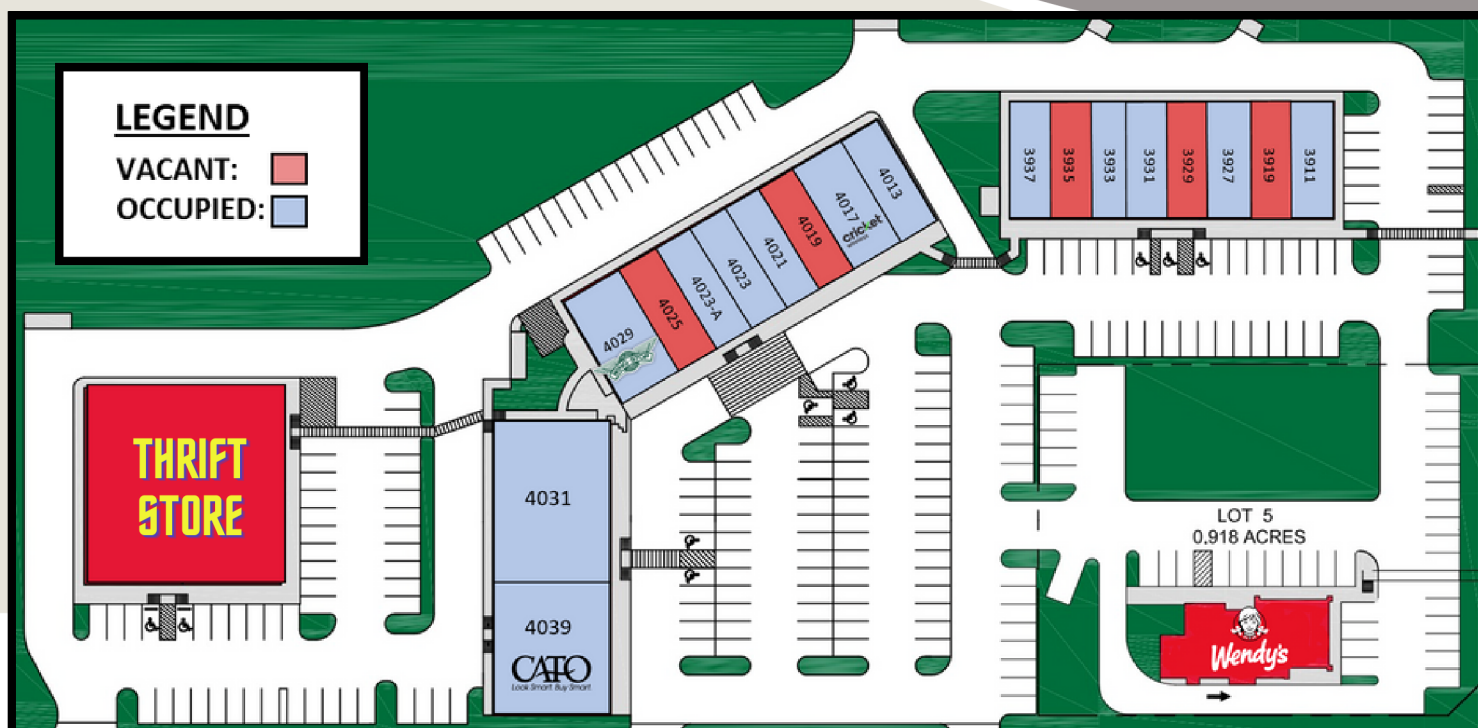 LEGEND
VACANT:
OCCUPIED:
3937
3935
3933
3931
3929
3927
3919
3911
4013
4017
cricket
wireless
4019
4021
4023
4023-A
4025
4029
THRIFT
STORE
4031
4039
CATO
Look Smart. Buy Smart.
LOT 5
0,918 ACRES
Wendy's